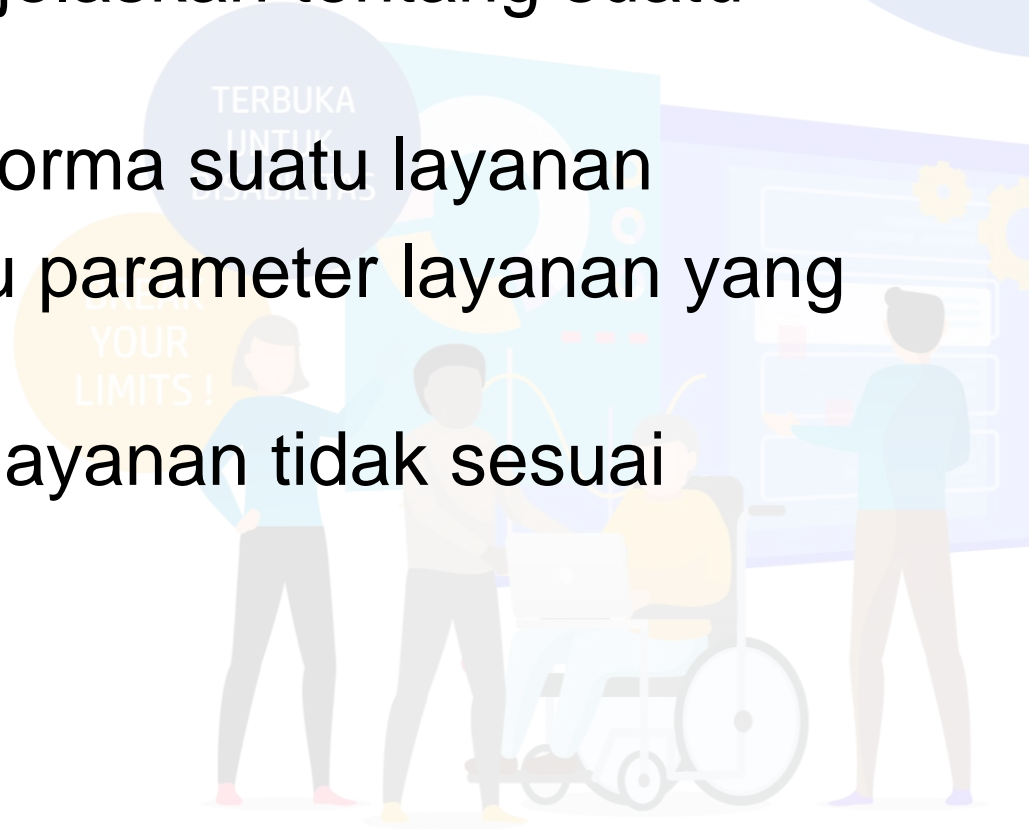 jelaskan tentang suatu
TERBUKA
UNTUK
DISABILITAS
orma suatu layanan
u parameter layanan yang
YOUR
LIMITS !
ayanan tidak sesuai